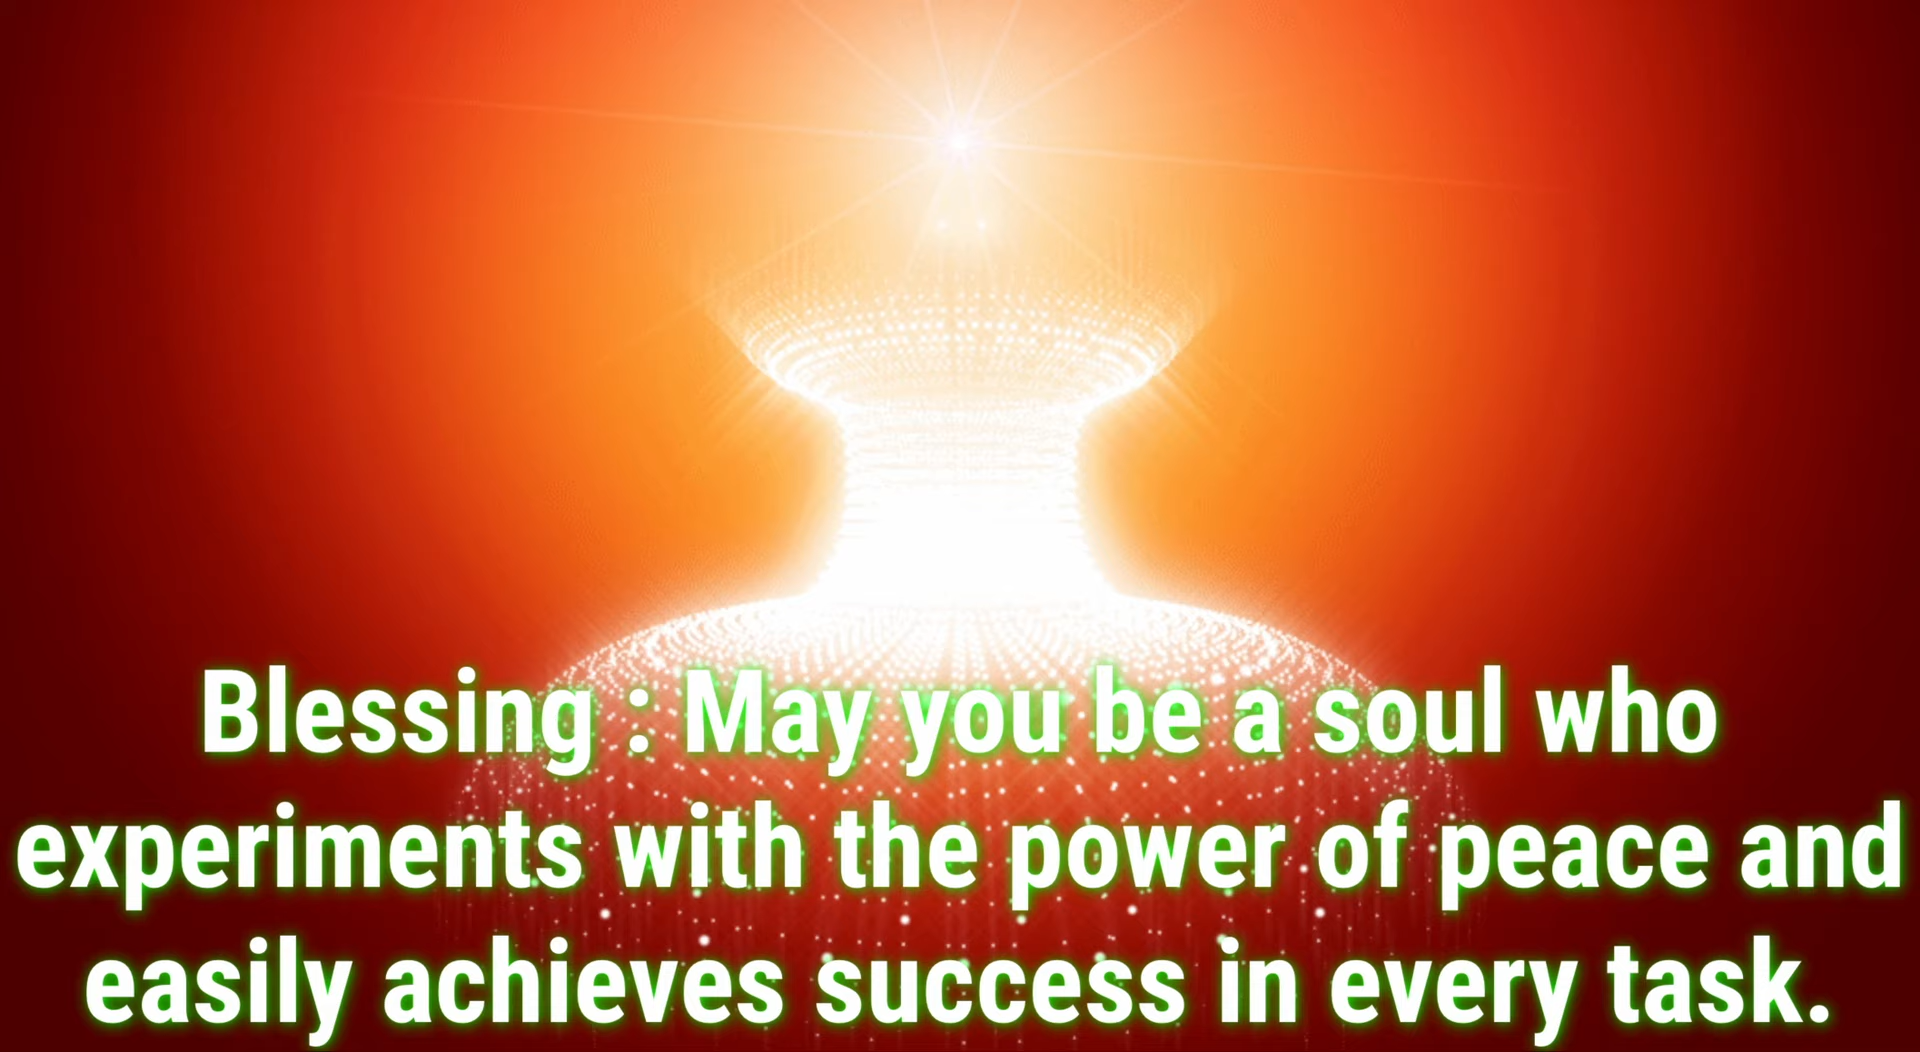 Blessing : May you be a soul who
experiments with the power of peace and
easily achieves success in every task.